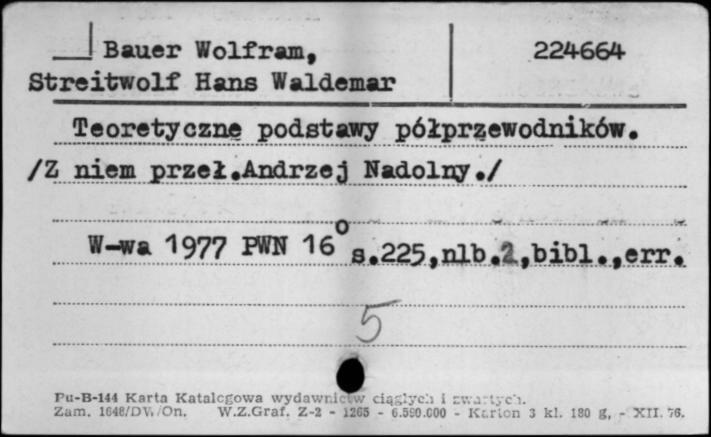 Bauer Wolfram,
224664
Streitwolf Hans Waldemar
Teoretyczne podstawy półprzewodników.
/Z niem przeł.Andrzej Nadolny./
W-wa 1977 PWN 16° s.225,nlb.2,bibl.,err.
5
Pu-B-144 Karta Katalogowa wydawnictw ciągłych i zwartych.
Zam. 1648/DV./On. W.Z.Graf. Z-2 - 1265 - 6.590.000 - Karton 3 kl. 180 g, - XII. 76.